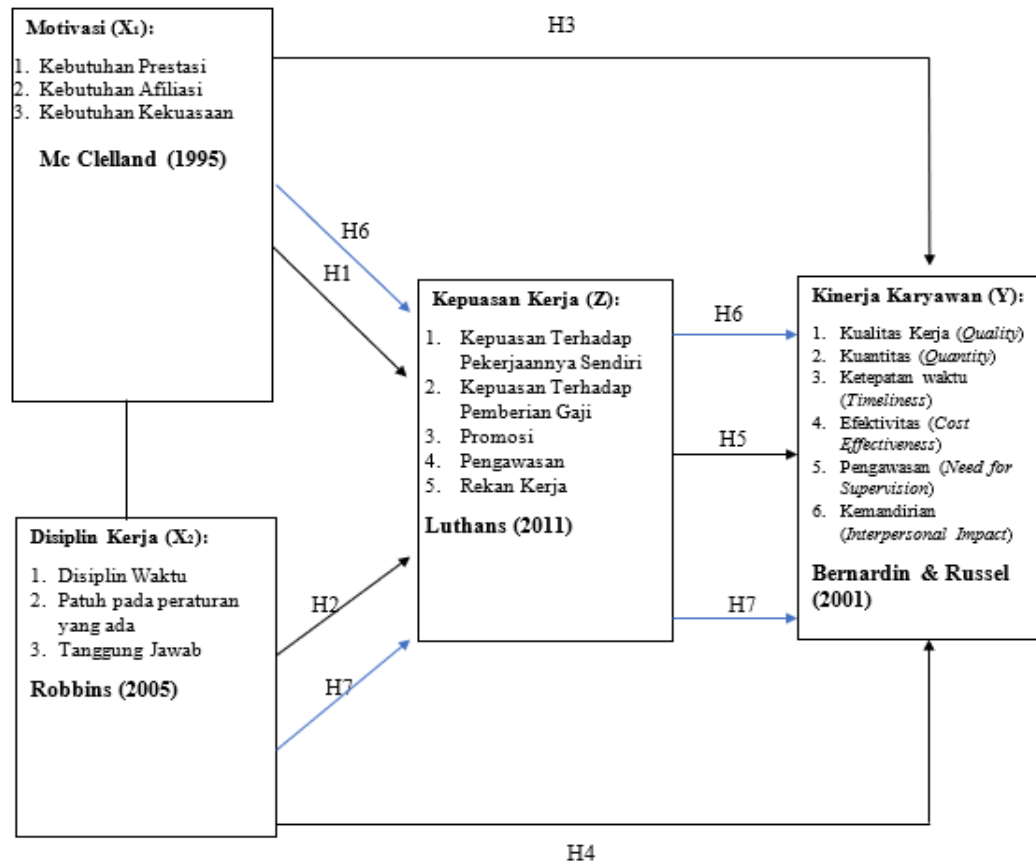 H3
Motivasi (X₁):
1. Kebutuhan Prestasi
2. Kebutuhan Afiliasi
3. Kebutuhan Kekuasaan
Mc Clelland (1995)
H6
H1
Kepuasan Kerja (Z):
1. Kepuasan Terhadap
Pekerjaannya Sendiri
2. Kepuasan Terhadap
Pemberian Gaji
3. Promosi
4. Pengawasan
5. Rekan Kerja
Luthans (2011)
H6
H5
H7
Kinerja Karyawan (Y):
1. Kualitas Kerja (Quality)
2. Kuantitas (Quantity)
3. Ketepatan waktu
(Timeliness)
4. Efektivitas (Cost
Effectiveness)
5. Pengawasan (Need for
Supervision)
6. Kemandirian
(Interpersonal Impact)
Bernardin & Russel
(2001)
Disiplin Kerja (X₂):
1. Disiplin Waktu
2. Patuh pada peraturan
yang ada
3. Tanggung Jawab
Robbins (2005)
H2
H7
H4